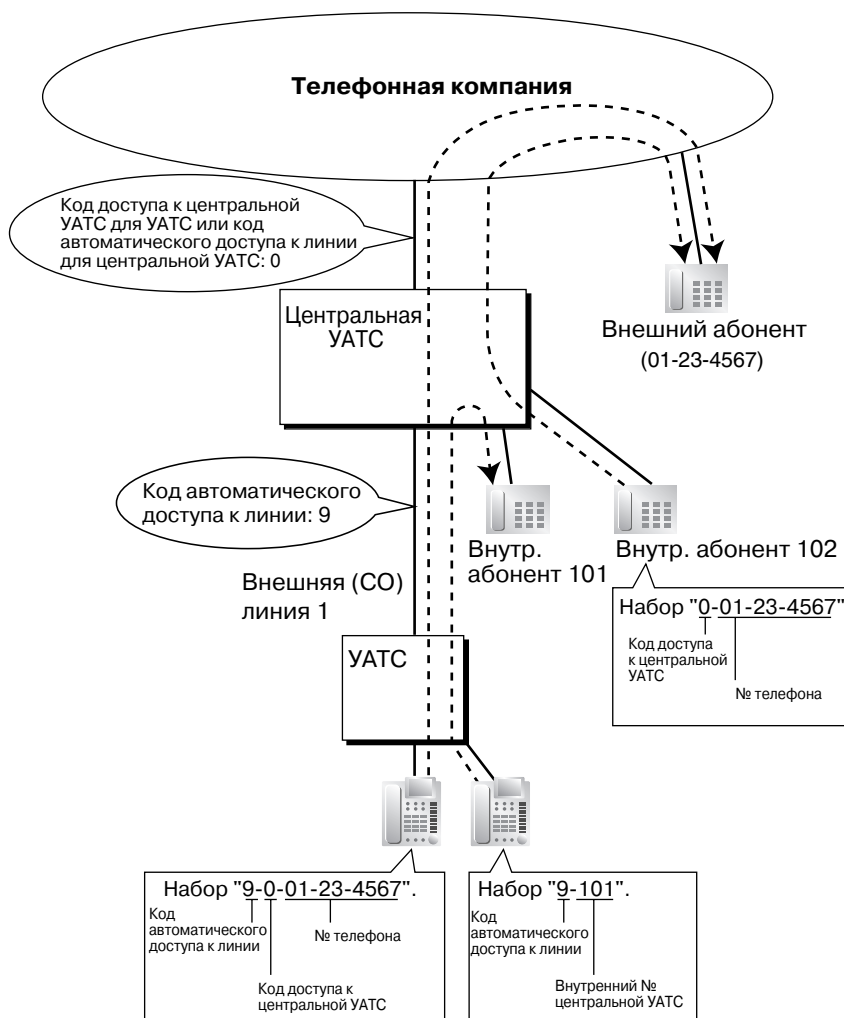 Телефонная компания
Код доступа к центральной
УАТС для УАТС или код
автоматического доступа к линии
для центральной УАТС: 0
Центральная
УАТС
Внешний абонент
(01-23-4567)
Код автоматического
доступа к линии: 9
Внутр.
абонент 101
Внутр. абонент 102
Внешняя (CO)
линия 1
Набор "0-01-23-4567"
Код доступа
к центральной
УАТС
№ телефона
УАТС
Набор "9-0-01-23-4567".
Код
автоматического
доступа к линии
№ телефона
Код доступа к
центральной УАТС
Набор "9-101".
Код
автоматического
доступа к линии
Внутренний №
центральной УАТС